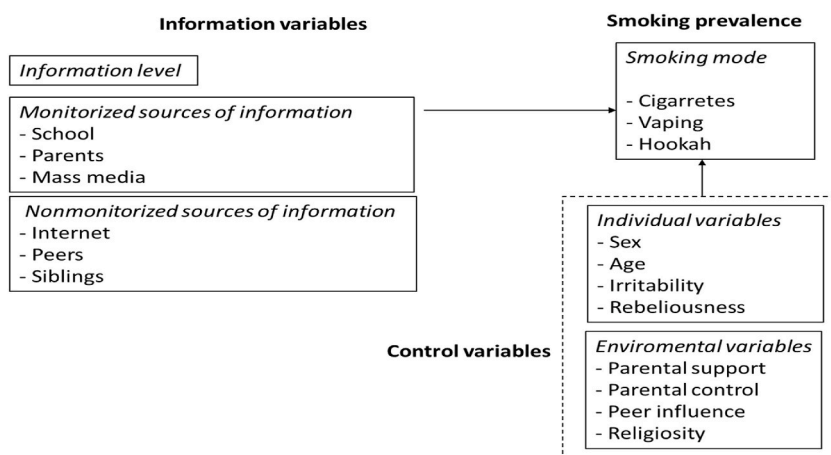 Information variables
Information level
Monitorized sources of information
- School
- Parents
- Mass media
Nonmonitorized sources of information
- Internet
- Peers
- Siblings
Smoking prevalence
Smoking mode
- Cigarretes
- Vaping
- Hookah
Control variables
Individual variables
- Sex
- Age
- Irritability
- Rebeliousness
Enviromental variables
- Parental support
- Parental control
- Peer influence
- Religiosity